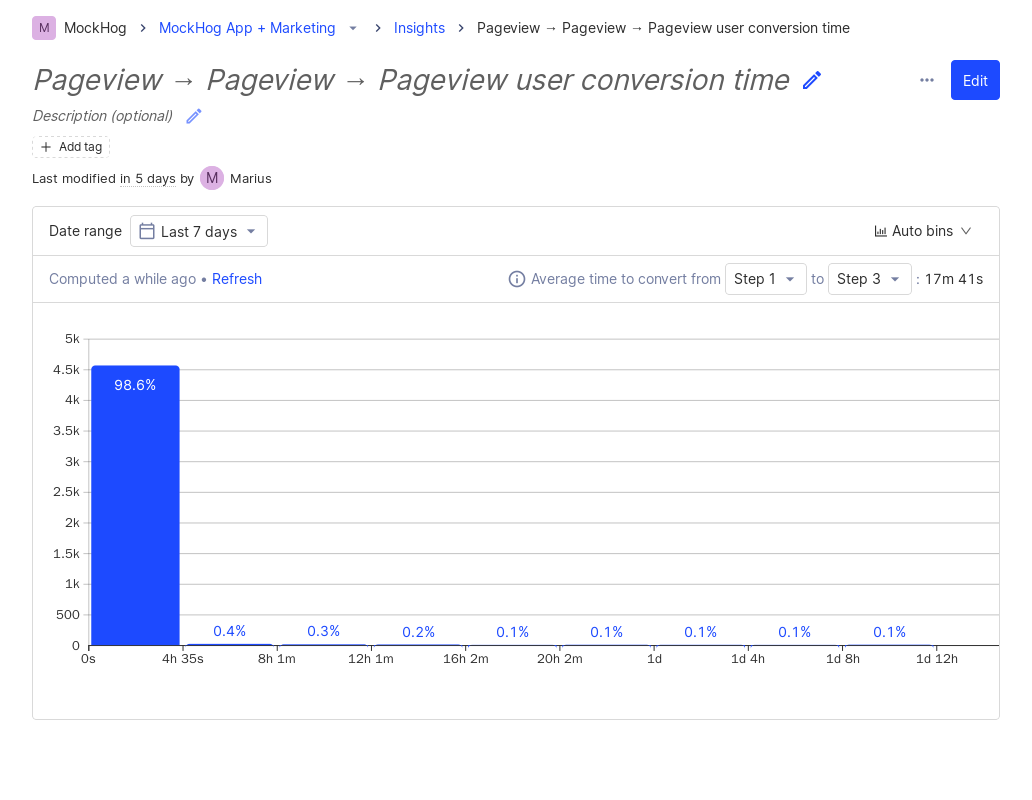 M MockHog > MockHog App + Marketing > Insights > Pageview → Pageview → Pageview user conversion time
Pageview → Pageview → Pageview user conversion time
Edit
Description (optional)
+ Add tag
Last modified in 5 days by M Marius
Date range Last 7 days Auto bins
Computed a while ago • Refresh Average time to convert from Step 1 to Step 3 : 17m 41s
5k
4.5k
98.6%
4k
3.5k
3k
2.5k
2k
1.5k
1k
500
0.4% 0.3% 0.2% 0.1% 0.1% 0.1% 0.1% 0.1%
0
0s 4h 35s 8h 1m 12h 1m 16h 2m 20h 2m 1d 1d 4h 1d 8h 1d 12h